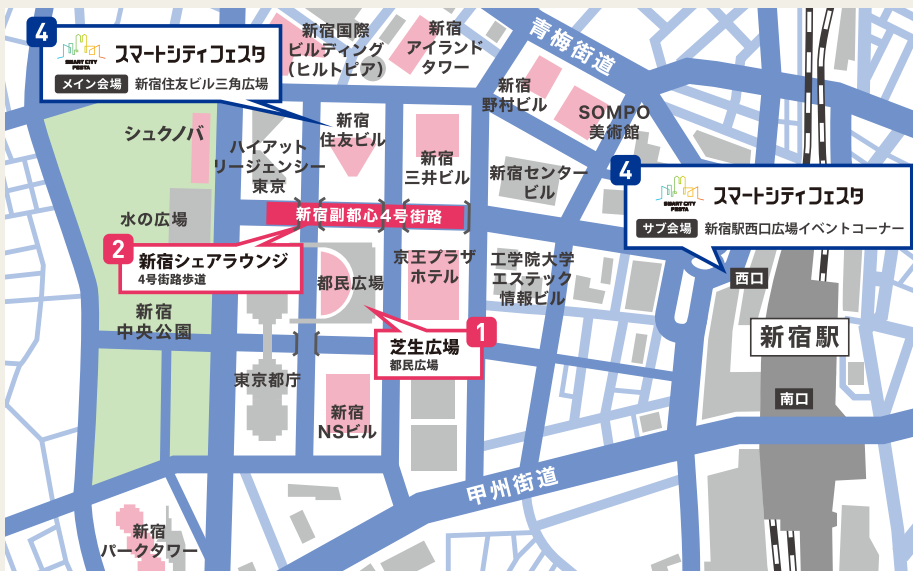 4
SMART CITY
FESTA
スマートシティフェスタ
メイン会場 新宿住友ビル三角広場
新宿国際
ビルディング
（ヒルトピア）
新宿
アイランド
タワー
青梅街道
新宿
野村ビル
SOMPO
美術館
シュクノバ
ハイアット
リージェンシー
東京
新宿
住友ビル
新宿
三井ビル
新宿センター
ビル
4
SMART CITY
FESTA
スマートシティフェスタ
サブ会場 新宿駅西口広場イベントコーナー
水の広場
新宿副都心4号街路
2
新宿シェアラウンジ
4号街路歩道
都民広場
京王プラザ
ホテル
工学院大学
エステック
情報ビル
西口
新宿
中央公園
1
芝生広場
都民広場
新宿駅
東京都庁
南口
新宿
NSビル
甲州街道
新宿
パークタワー